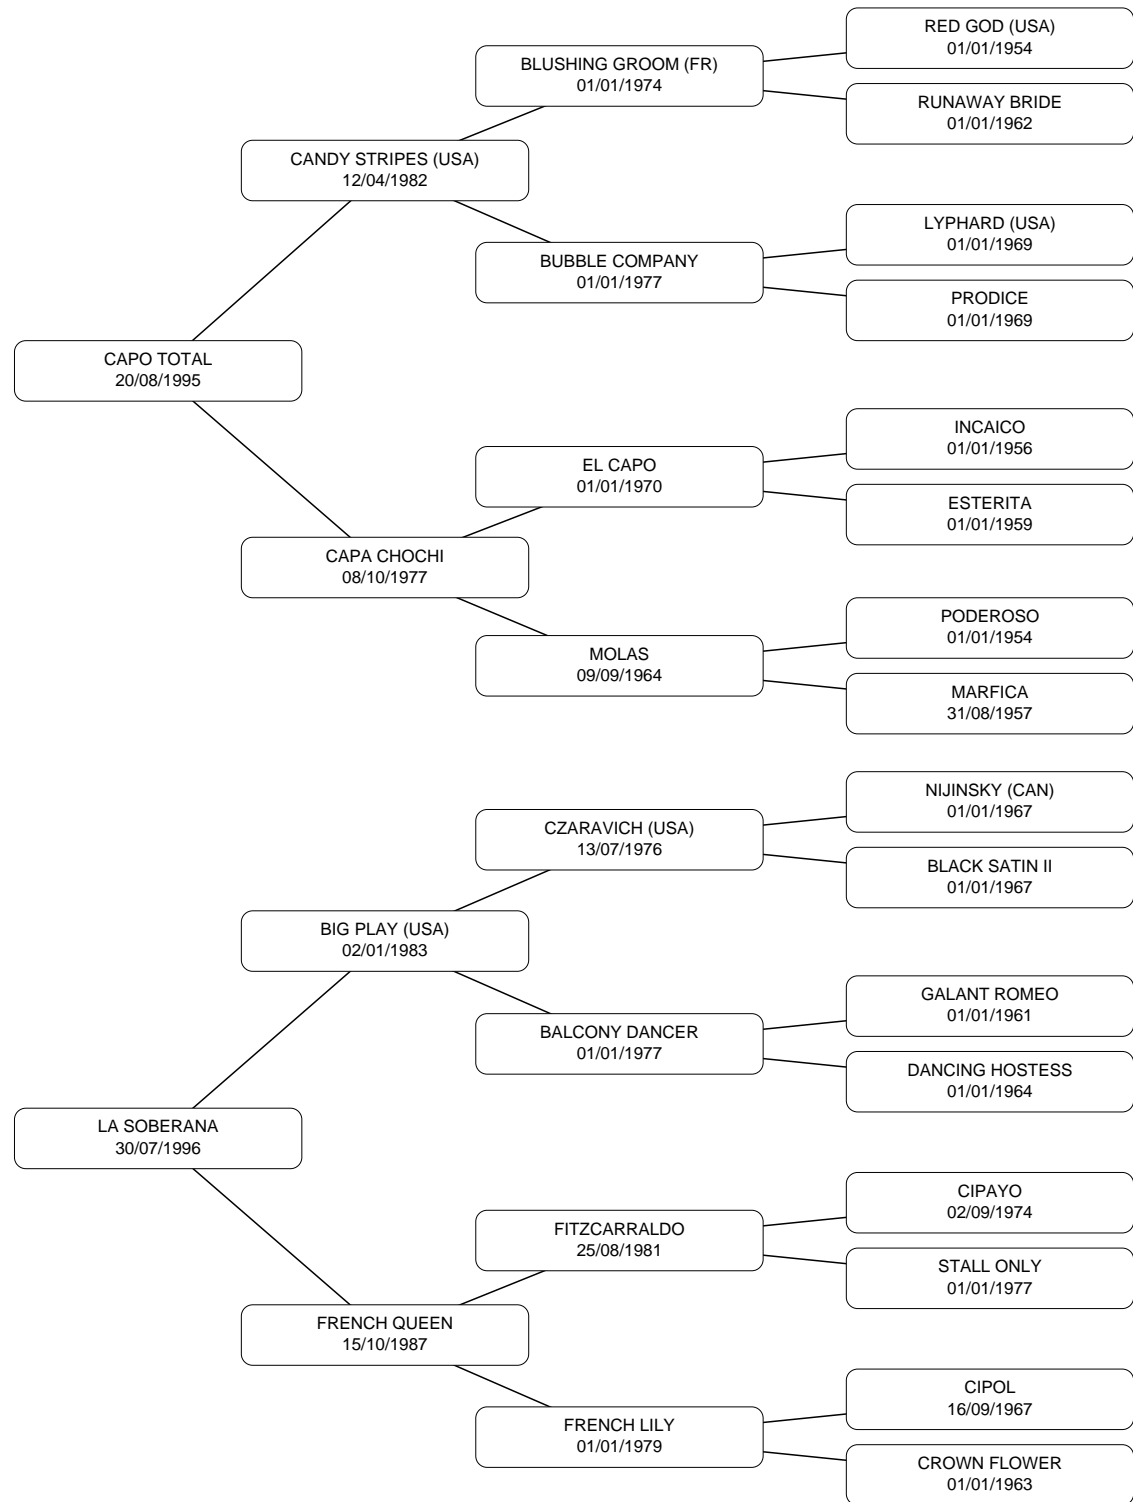 RED GOD (USA)
01/01/1954
BLUSHING GROOM (FR)
01/01/1974
RUNAWAY BRIDE
01/01/1962
CANDY STRIPES (USA)
12/04/1982
LYPHARD (USA)
01/01/1969
BUBBLE COMPANY
01/01/1977
PRODICE
01/01/1969
CAPO TOTAL
20/08/1995
INCAICO
01/01/1956
EL CAPO
01/01/1970
ESTERITA
01/01/1959
CAPA CHOCHI
08/10/1977
PODEROSO
01/01/1954
MOLAS
09/09/1964
MARFICA
31/08/1957
NIJINSKY (CAN)
01/01/1967
CZARAVICH (USA)
13/07/1976
BLACK SATIN II
01/01/1967
BIG PLAY (USA)
02/01/1983
GALANT ROMEO
01/01/1961
BALCONY DANCER
01/01/1977
DANCING HOSTESS
01/01/1964
LA SOBERANA
30/07/1996
CIPAYO
02/09/1974
FITZCARRALDO
25/08/1981
STALL ONLY
01/01/1977
FRENCH QUEEN
15/10/1987
CIPOL
16/09/1967
FRENCH LILY
01/01/1979
CROWN FLOWER
01/01/1963